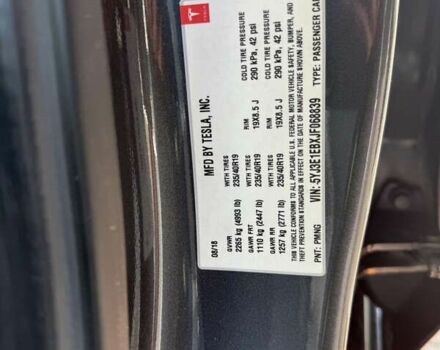 TESLA
MFD BY TESLA, INC.
08/18
GVWR
2265 kg (4993 lb)
GAWR FRT WITH TIRES RIM COLD TIRE PRESSURE
1110 kg (2447 lb) 235/40R19 19X8.5 J 290 kPa, 42 psi
GAWR RR WITH TIRES RIM COLD TIRE PRESSURE
1257 kg (2771 lb) 235/40R19 19X8.5 J 290 kPa, 42 psi
THIS VEHICLE CONFORMS TO ALL APPLICABLE U.S. FEDERAL MOTOR VEHICLE SAFETY, BUMPER, AND
THEFT PREVENTION STANDARDS IN EFFECT ON THE DATE OF MANUFACTURE SHOWN ABOVE.
VIN: 5YJ3E1EBXJF068839
PNT: PMNG TYPE: PASSENGER CAR